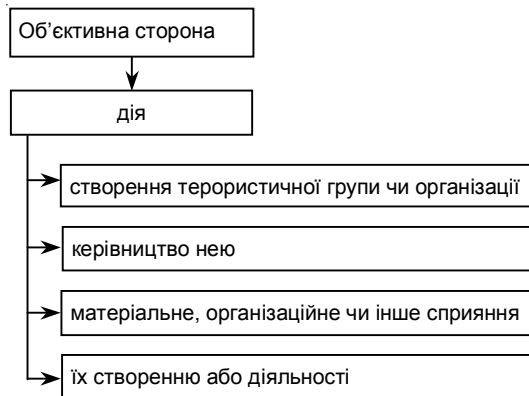 Об’єктивна сторона
дія
створення терористичної групи чи організації
керівництво нею
матеріальне, організаційне чи інше сприяння
їх створенню або діяльності